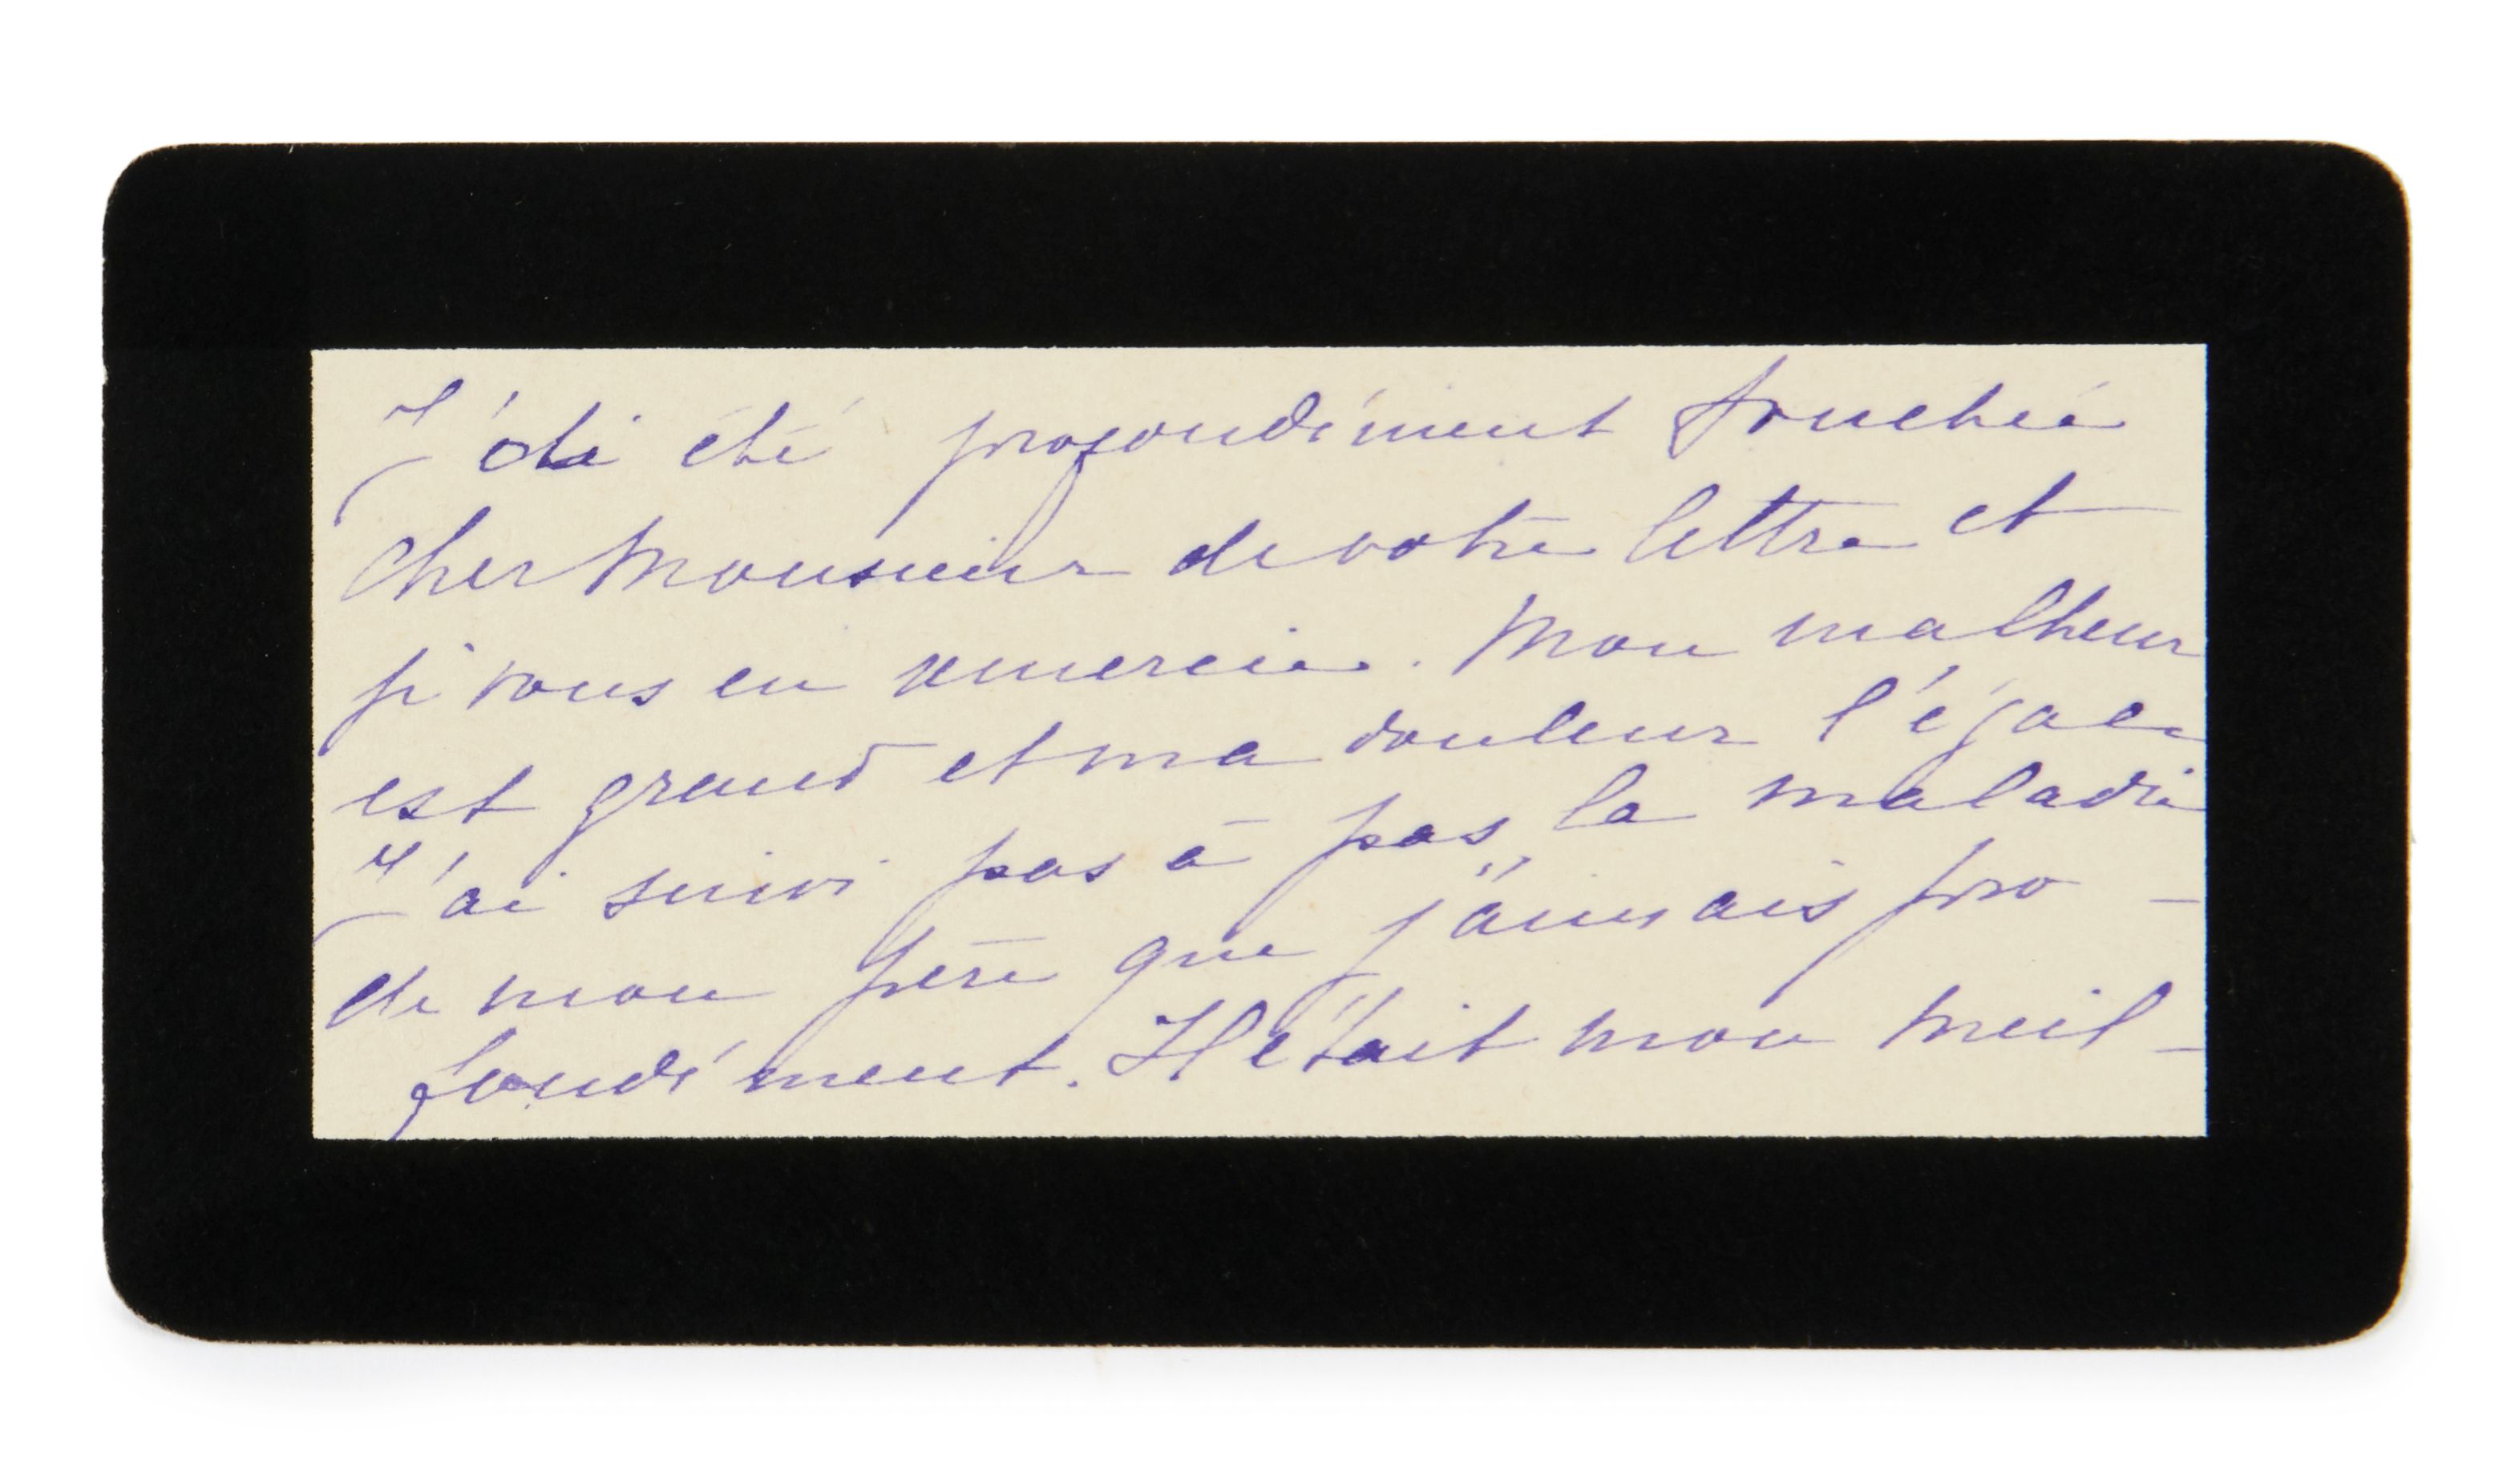 J'ai été profondément touchée
cher Monsieur de votre lettre et
je vous en remercie. Mon malheur
est grand et ma douleur l'égale
J'ai suivi pas à pas la maladie
de mon père que j'aimais pro-
fondément. Il était mon meil-